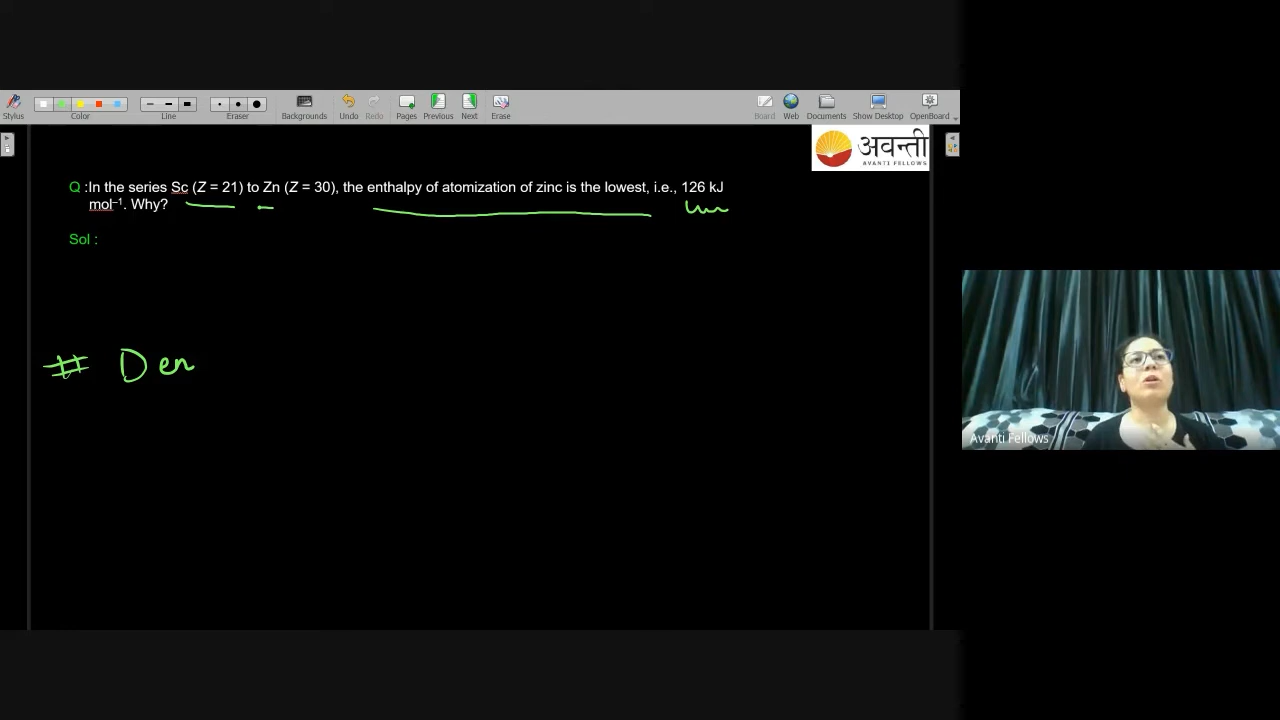 Stylus
Color
Line
Eraser
Backgrounds
Undo
Redo
Pages
Previous
Next
Erase
Board
Web
Documents
Show Desktop
OpenBoard
अवन्ती
AVANTI FELLOWS
Q :In the series Sc (Z = 21) to Zn (Z = 30), the enthalpy of atomization of zinc is the lowest, i.e., 126 kJ
mol⁻¹. Why?
Sol :
# Den
Avanti Fellows